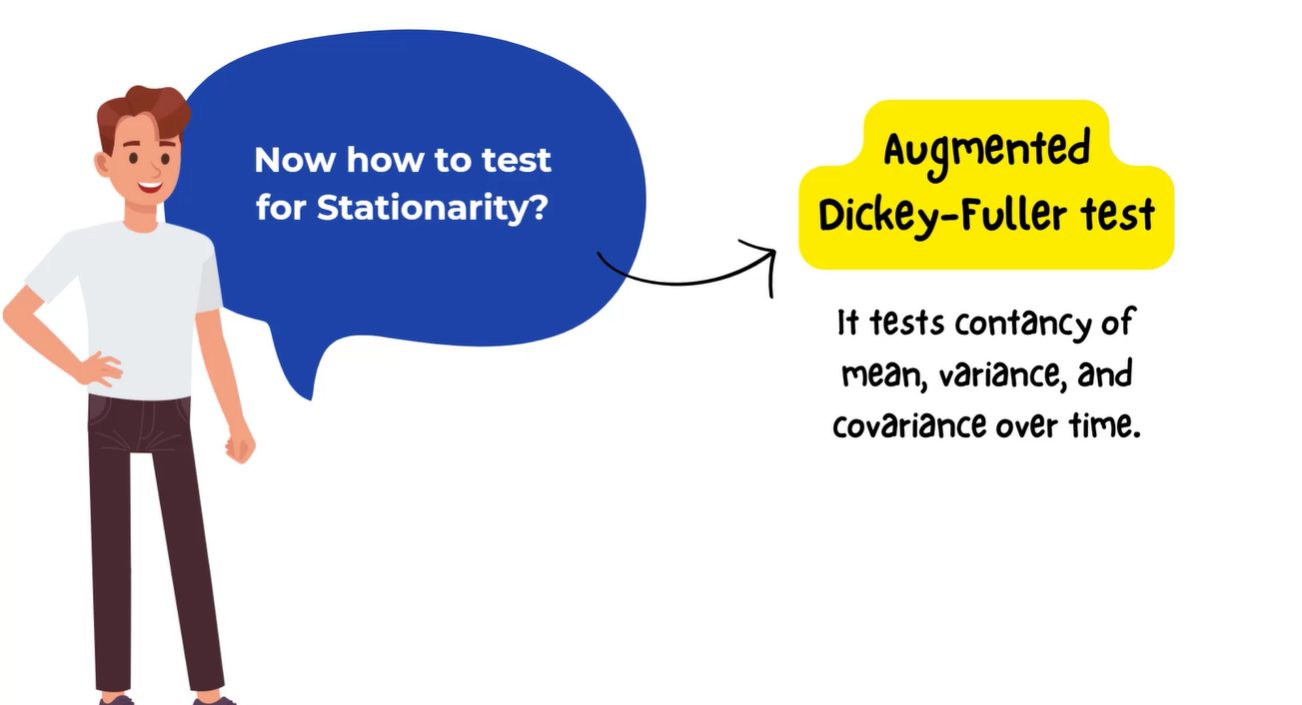 Now how to test
for Stationarity?
Augmented
Dickey-Fuller test
It tests contancy of
mean, variance, and
covariance over time.